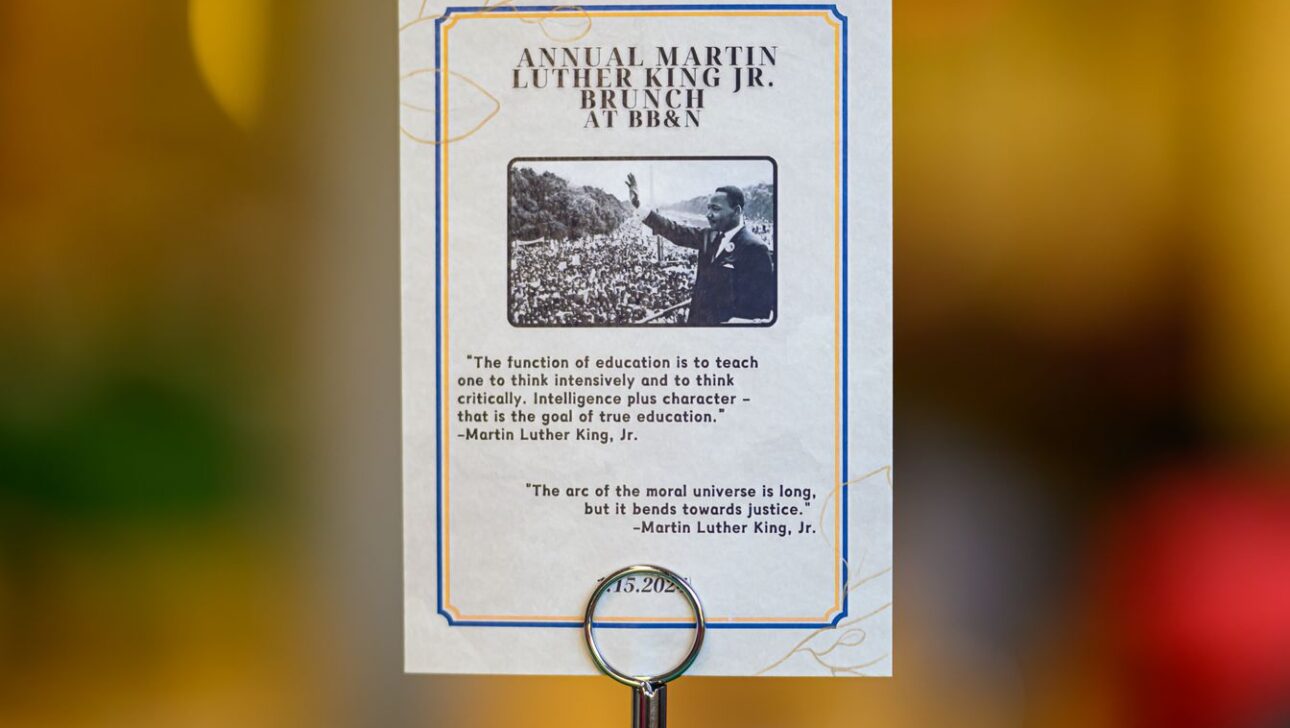 ANNUAL MARTIN
LUTHER KING JR.
BRUNCH
AT BB&N
"The function of education is to teach
one to think intensively and to think
critically. Intelligence plus character –
that is the goal of true education."
–Martin Luther King, Jr.
"The arc of the moral universe is long,
but it bends towards justice."
–Martin Luther King, Jr.